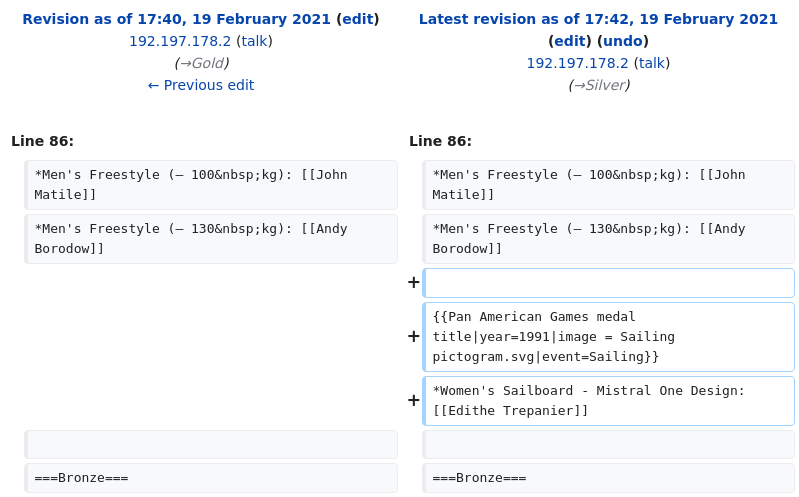 Revision as of 17:40, 19 February 2021 (edit)
192.197.178.2 (talk)
(→Gold)
← Previous edit
Latest revision as of 17:42, 19 February 2021
(edit) (undo)
192.197.178.2 (talk)
(→Silver)
Line 86:
Line 86:
*Men's Freestyle (– 100&nbsp;kg): [[John
Matile]]
*Men's Freestyle (– 100&nbsp;kg): [[John
Matile]]
*Men's Freestyle (– 130&nbsp;kg): [[Andy
Borodow]]
*Men's Freestyle (– 130&nbsp;kg): [[Andy
Borodow]]
+
+
{{Pan American Games medal
title|year=1991|image = Sailing
pictogram.svg|event=Sailing}}
+
*Women's Sailboard - Mistral One Design:
[[Edithe Trepanier]]
===Bronze===
===Bronze===